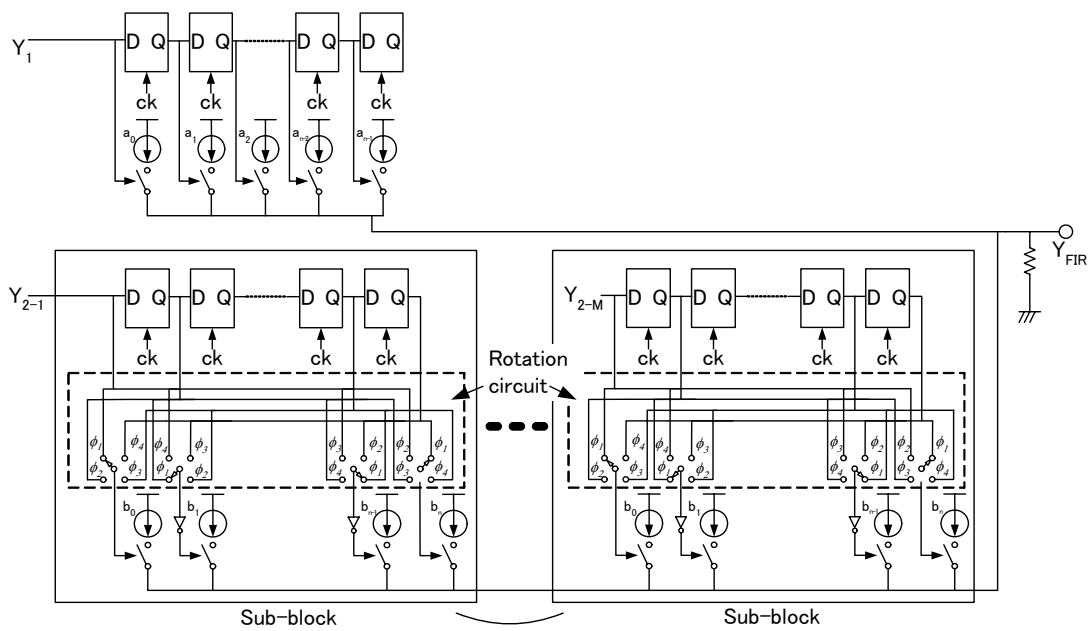 Y1
D Q D Q D Q D Q
ck ck ck ck
a0 a1 a2 an-2 an-1
YFIR
Y2-1
D Q D Q D Q D Q
ck ck ck ck
Y2-M
D Q D Q D Q D Q
ck ck ck ck
Rotation
circuit
ϕ1 ϕ4 ϕ4 ϕ3 ϕ3 ϕ2 ϕ2 ϕ1
ϕ2 ϕ3 ϕ1 ϕ2 ϕ4 ϕ1 ϕ3 ϕ4
ϕ1 ϕ4 ϕ4 ϕ3 ϕ3 ϕ2 ϕ2 ϕ1
ϕ2 ϕ3 ϕ1 ϕ2 ϕ4 ϕ1 ϕ3 ϕ4
b0 b1 bn-1 bn
b0 b1 bn-1 bn
Sub-block
Sub-block